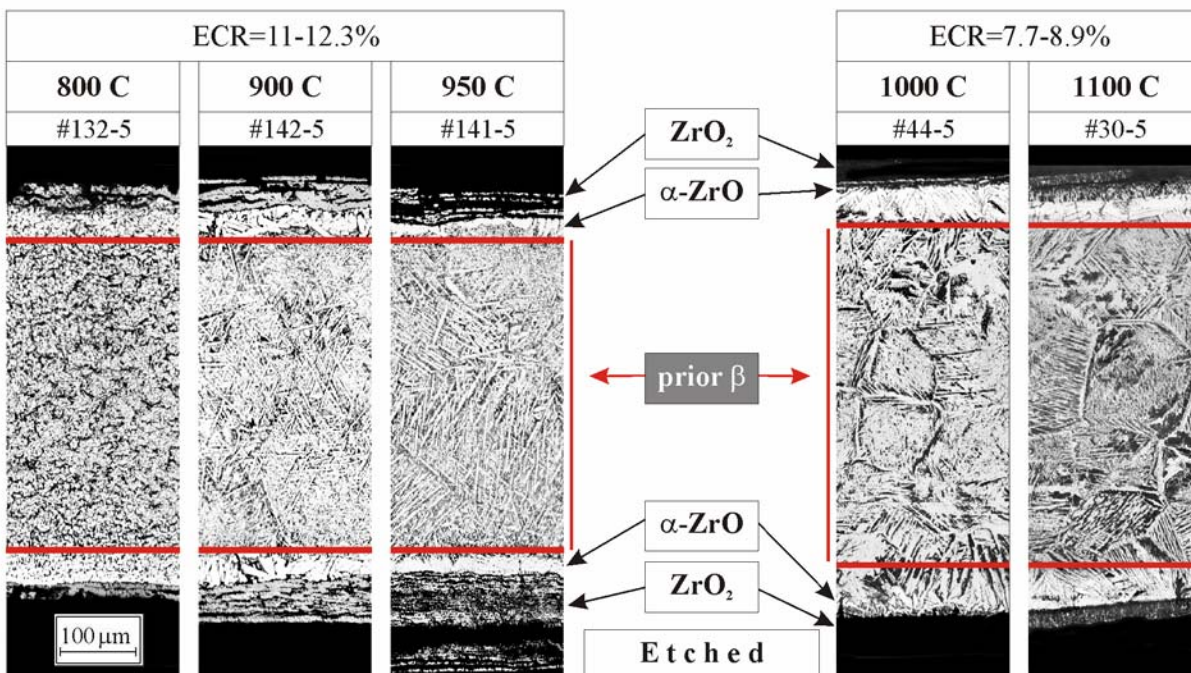 ECR=11-12.3%
ECR=7.7-8.9%
800 C
900 C
950 C
1000 C
1100 C
#132-5
#142-5
#141-5
#44-5
#30-5
ZrO₂
α-ZrO
prior β
α-ZrO
ZrO₂
Etched
100 μm